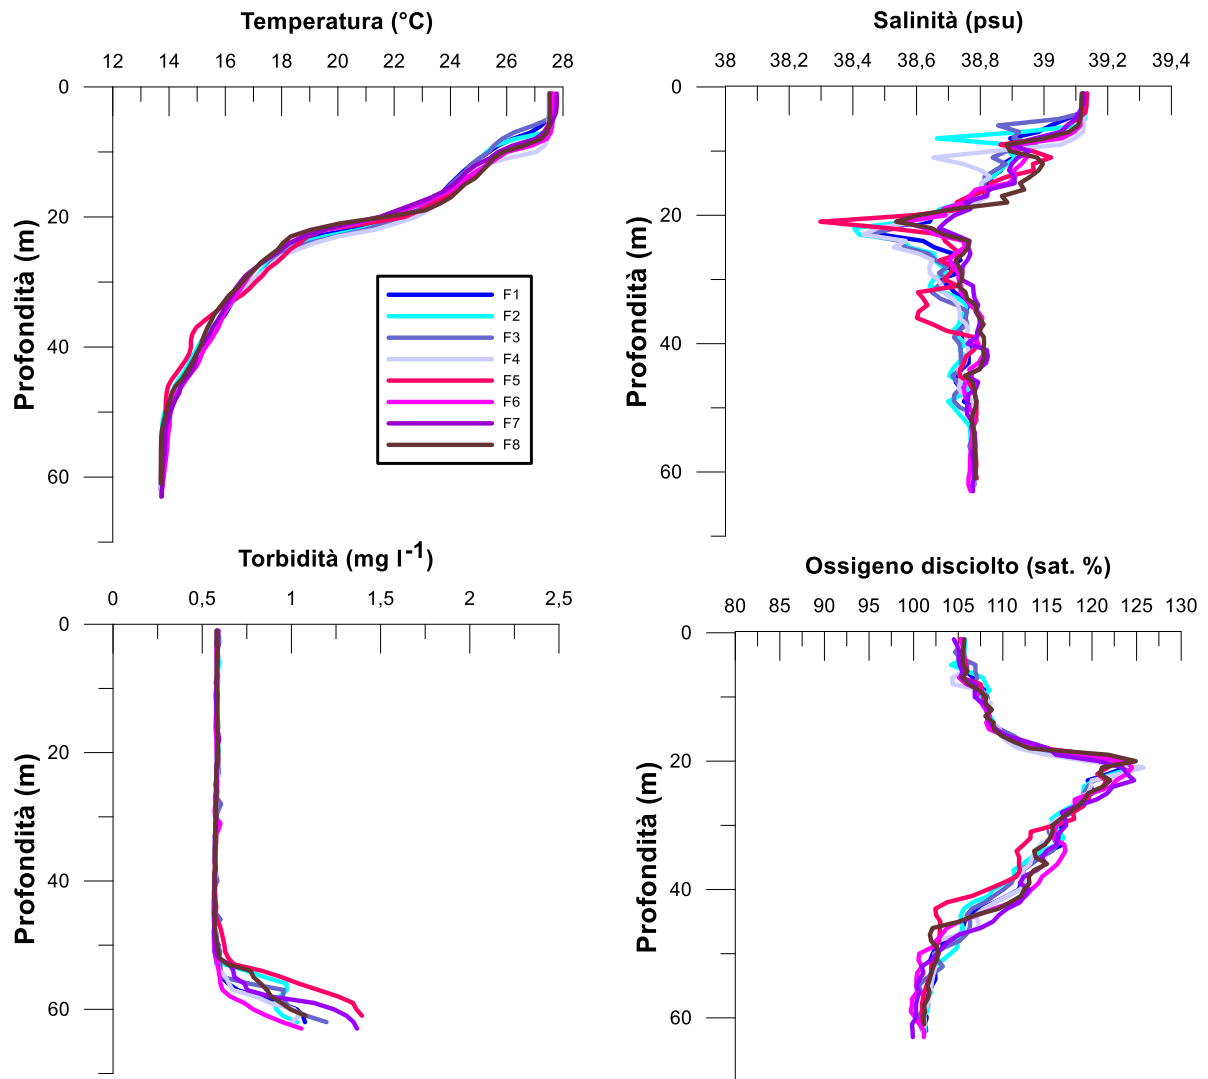 Temperatura (°C)
12 14 16 18 20 22 24 26 28
0
20
40
60
Profondità (m)
F1
F2
F3
F4
F5
F6
F7
F8
Salinità (psu)
38 38,2 38,4 38,6 38,8 39 39,2 39,4
0
20
40
60
Profondità (m)
Torbidità (mg l-1)
0 0,5 1 1,5 2 2,5
0
20
40
60
Profondità (m)
Ossigeno disciolto (sat. %)
80 85 90 95 100 105 110 115 120 125 130
0
20
40
60
Profondità (m)